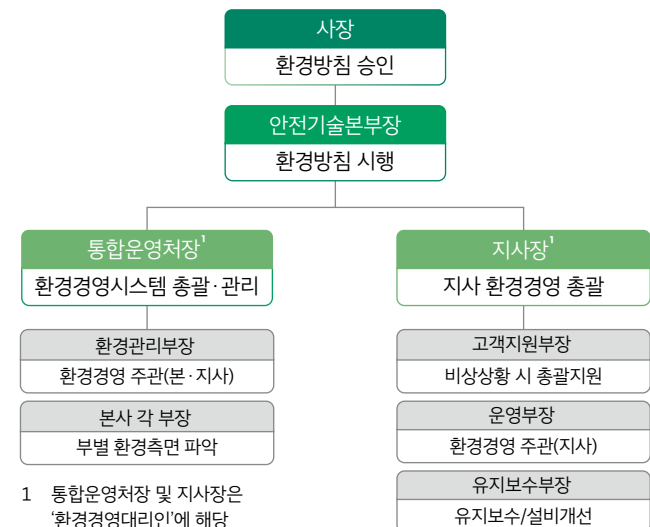 사장
환경방침 승인
안전기술본부장
환경방침 시행
통합운영처장¹
환경경영시스템 총괄·관리
환경관리부장
환경경영 주관(본·지사)
본사 각 부장
부별 환경측면 파악
1 통합운영처장 및 지사장은
‘환경경영대리인’에 해당
지사장¹
지사 환경경영 총괄
고객지원부장
비상상황 시 총괄지원
운영부장
환경경영 주관(지사)
유지보수부장
유지보수/설비개선